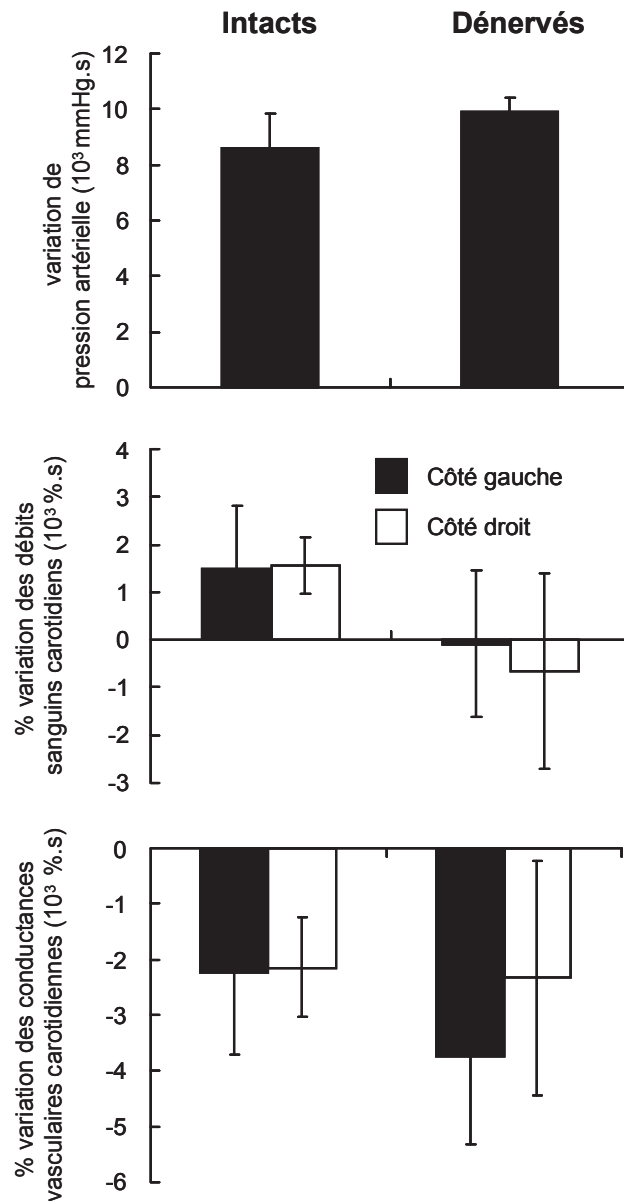 Intacts
Dénervés
variation de
pression artérielle (10³ mmHg.s)
12
10
8
6
4
2
0
% variation des débits
sanguins carotidiens (10³ %.s)
4
3
2
1
0
-1
-2
-3
Côté gauche
Côté droit
% variation des conductances
vasculaires carotidiennes (10³ %.s)
0
-1
-2
-3
-4
-5
-6